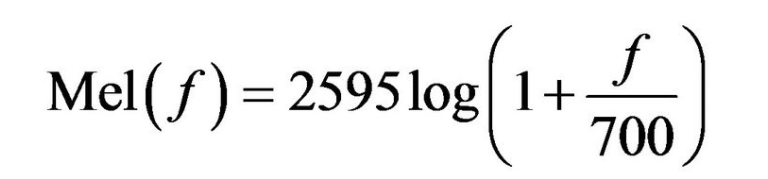 Mel(f) = 2595 log(1 + f/700)